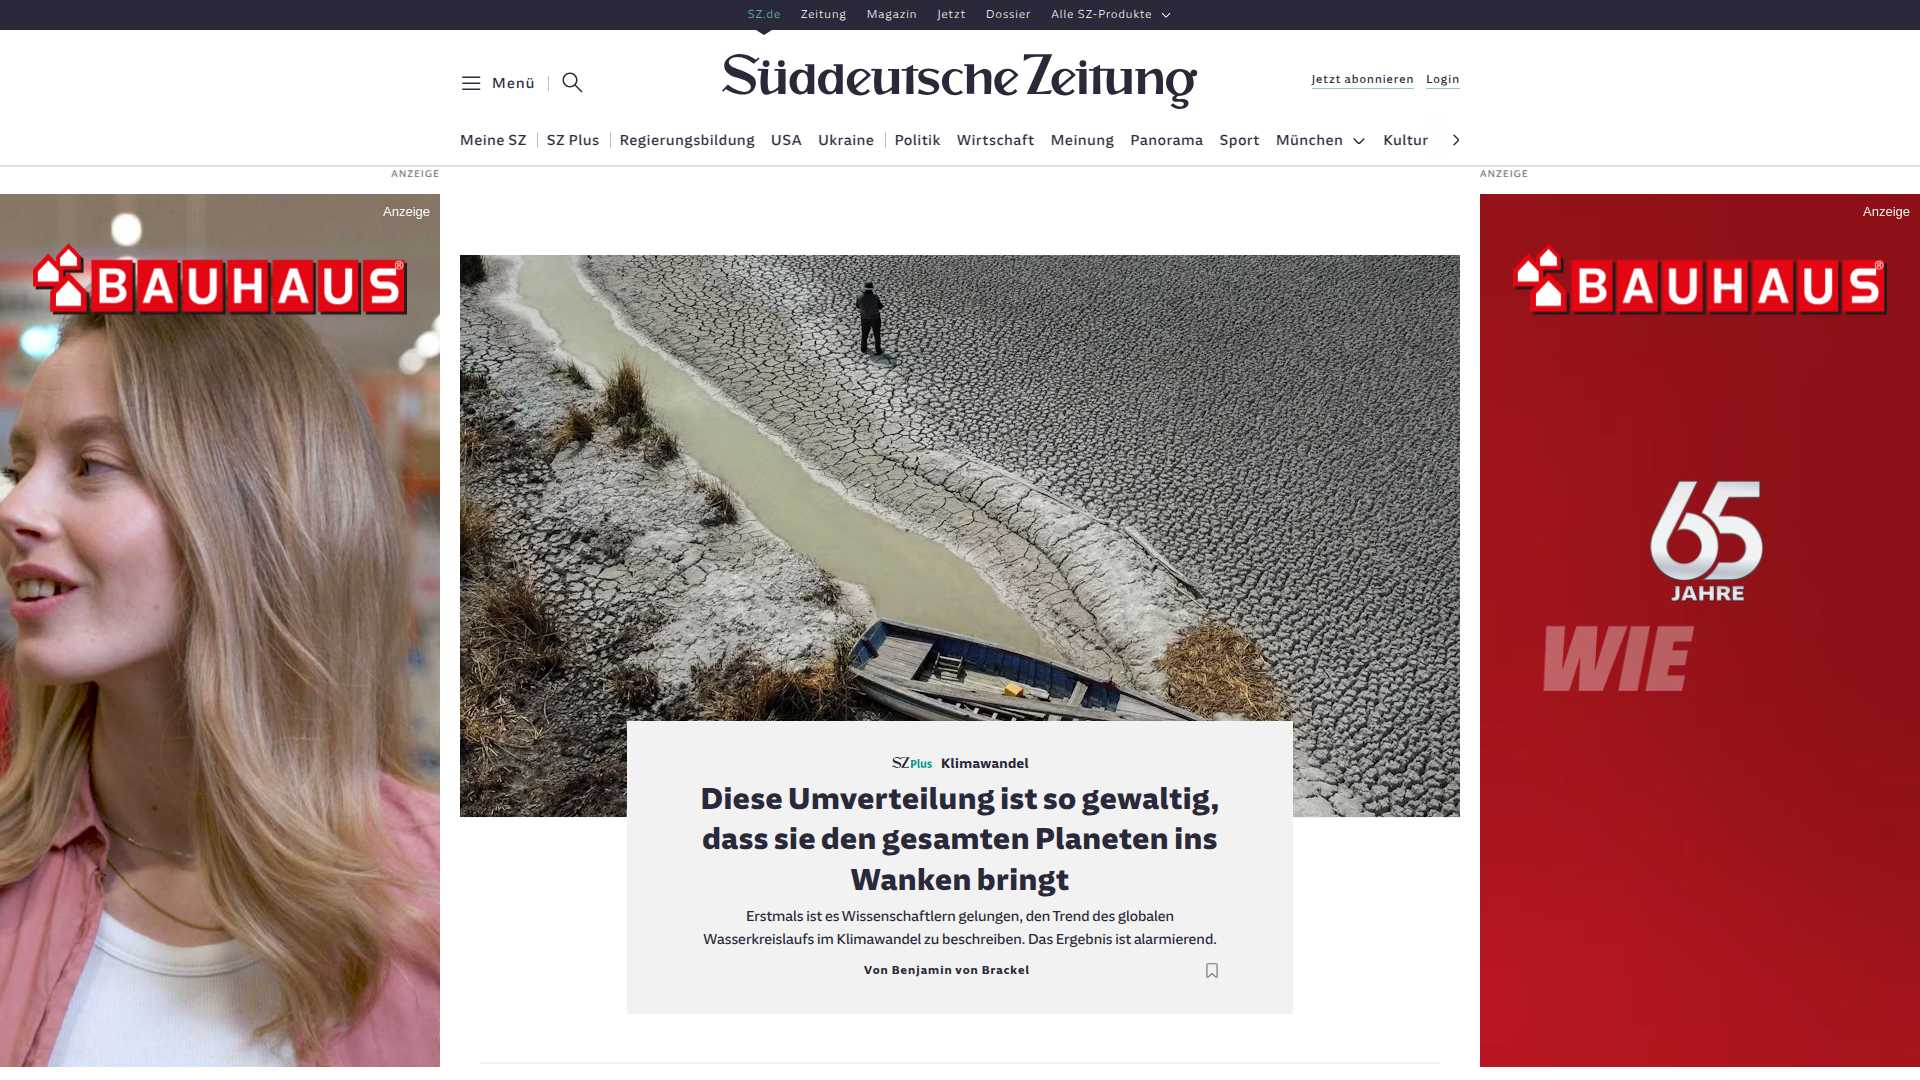 SZ.de Zeitung Magazin Jetzt Dossier Alle SZ-Produkte
Menü
Süddeutsche Zeitung
Jetzt abonnieren Login
Meine SZ SZ Plus Regierungsbildung USA Ukraine Politik Wirtschaft Meinung Panorama Sport München Kultur
ANZEIGE
ANZEIGE
Anzeige
BAUHAUS®
Anzeige
BAUHAUS®
65
JAHRE
WIE
SZ Plus Klimawandel
Diese Umverteilung ist so gewaltig,
dass sie den gesamten Planeten ins
Wanken bringt
Erstmals ist es Wissenschaftlern gelungen, den Trend des globalen
Wasserkreislaufs im Klimawandel zu beschreiben. Das Ergebnis ist alarmierend.
Von Benjamin von Brackel